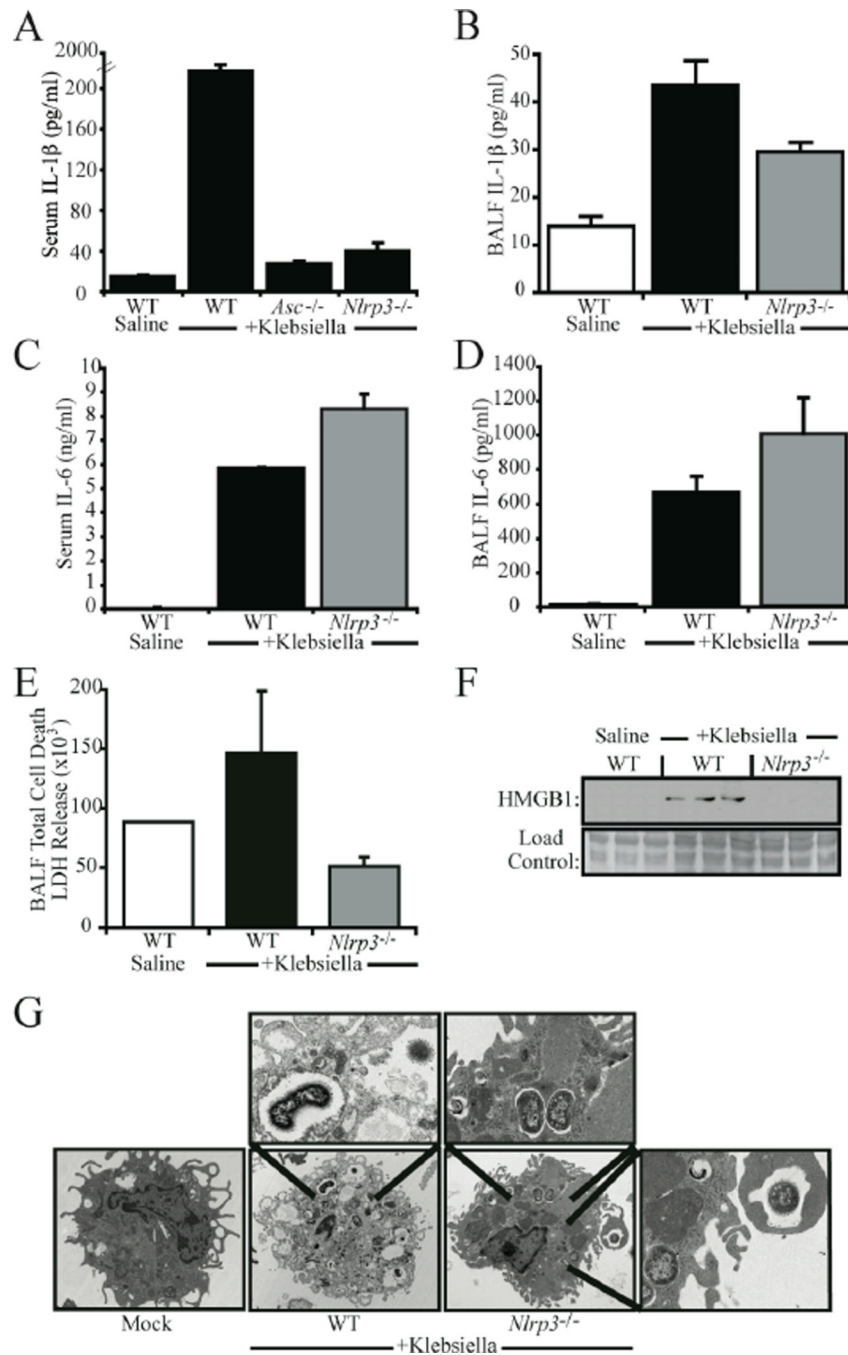 A
Serum IL-1β (pg/ml)
2000
200
160
80
40
0
WT
Saline
WT
Asc-/-
Nlrp3-/-
+Klebsiella
B
BALF IL-1β (pg/ml)
50
40
30
20
10
0
WT
Saline
WT
Nlrp3-/-
+Klebsiella
C
Serum IL-6 (ng/ml)
10
9
8
7
6
5
4
3
2
1
0
WT
Saline
WT
Nlrp3-/-
+Klebsiella
D
BALF IL-6 (pg/ml)
1400
1200
1000
800
600
400
200
0
WT
Saline
WT
Nlrp3-/-
+Klebsiella
E
BALF Total Cell Death
LDH Release (x10³)
200
150
100
50
0
WT
Saline
WT
Nlrp3-/-
+Klebsiella
F
Saline
+Klebsiella
WT
WT
Nlrp3-/-
HMGB1:
Load
Control:
G
Mock
WT
Nlrp3-/-
+Klebsiella